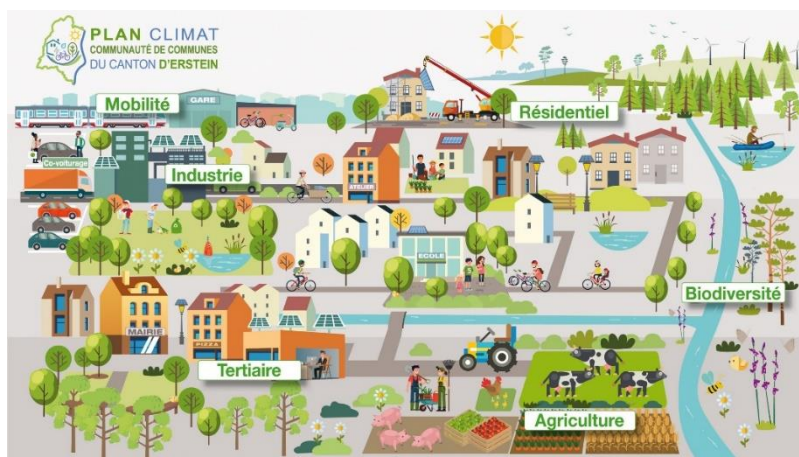 PLAN CLIMAT
COMMUNAUTÉ DE COMMUNES
DU CANTON D'ERSTEIN
Mobilité
GARE
Résidentiel
Co-voiturage
Industrie
ATELIER
ECOLE
Biodiversité
MAIRIE
PIZZA
Tertiaire
Agriculture